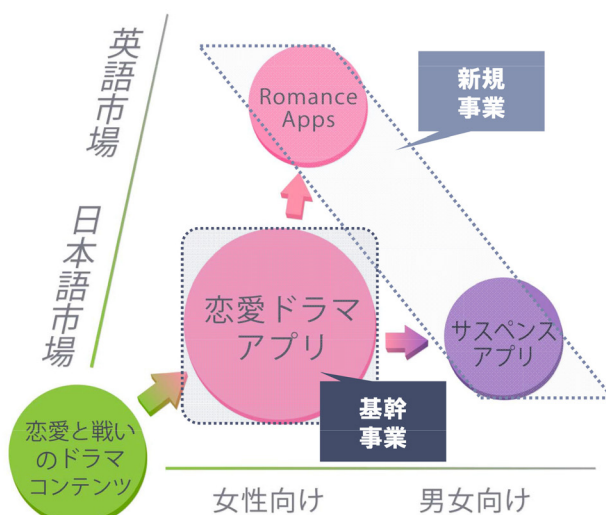 英語市場
Romance
Apps
新規
事業
日本語市場
恋愛ドラマ
アプリ
サスペンス
アプリ
基幹
事業
恋愛と戦い
のドラマ
コンテンツ
女性向け
男女向け